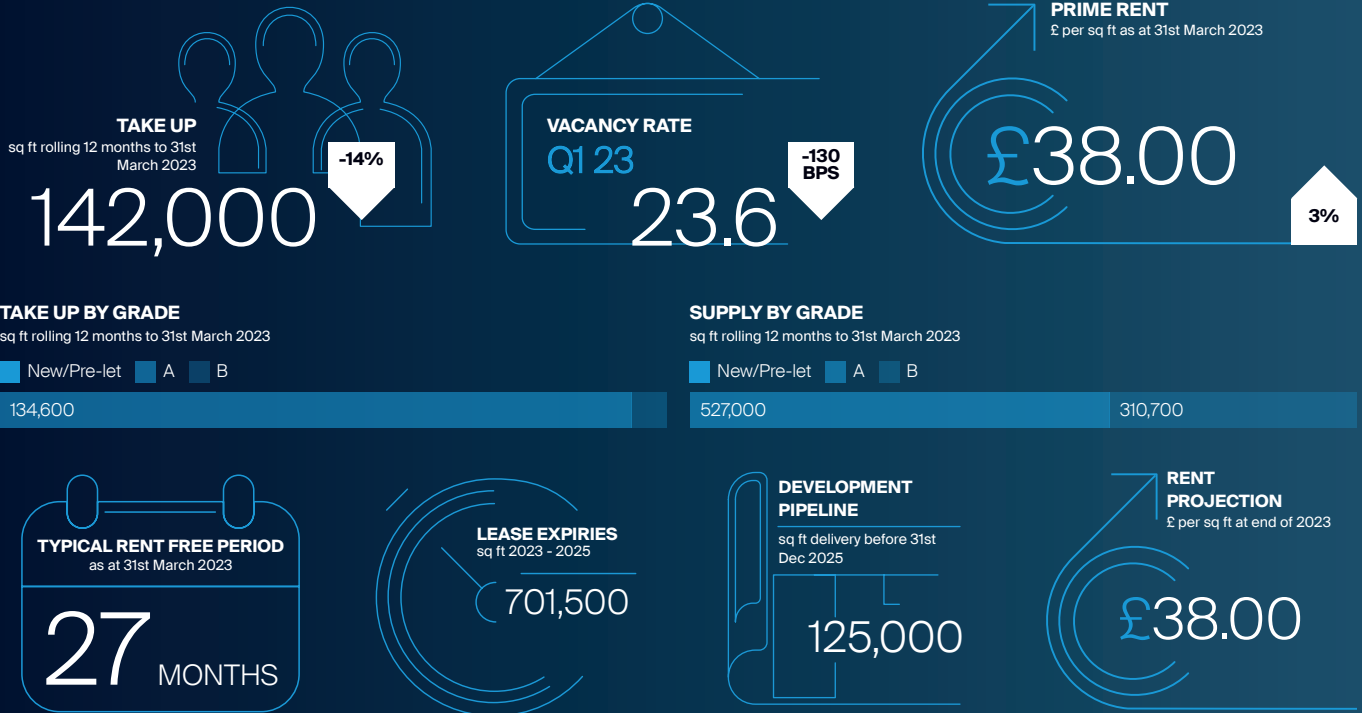 TAKE UP
sq ft rolling 12 months to 31st
March 2023
142,000
-14%
VACANCY RATE
Q1 23
23.6
-130
BPS
PRIME RENT
£ per sq ft as at 31st March 2023
£38.00
3%
TAKE UP BY GRADE
sq ft rolling 12 months to 31st March 2023
New/Pre-let A B
134,600
SUPPLY BY GRADE
sq ft rolling 12 months to 31st March 2023
New/Pre-let A B
527,000 310,700
TYPICAL RENT FREE PERIOD
as at 31st March 2023
27 MONTHS
LEASE EXPIRIES
sq ft 2023 - 2025
701,500
DEVELOPMENT
PIPELINE
sq ft delivery before 31st
Dec 2025
125,000
RENT
PROJECTION
£ per sq ft at end of 2023
£38.00